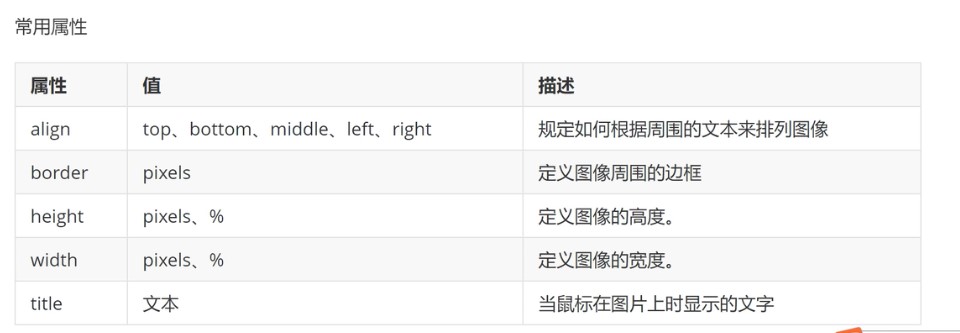 常用属性
属性 值 描述
align top、bottom、middle、left、right 规定如何根据周围的文本来排列图像
border pixels 定义图像周围的边框
height pixels、% 定义图像的高度。
width pixels、% 定义图像的宽度。
title 文本 当鼠标在图片上时显示的文字